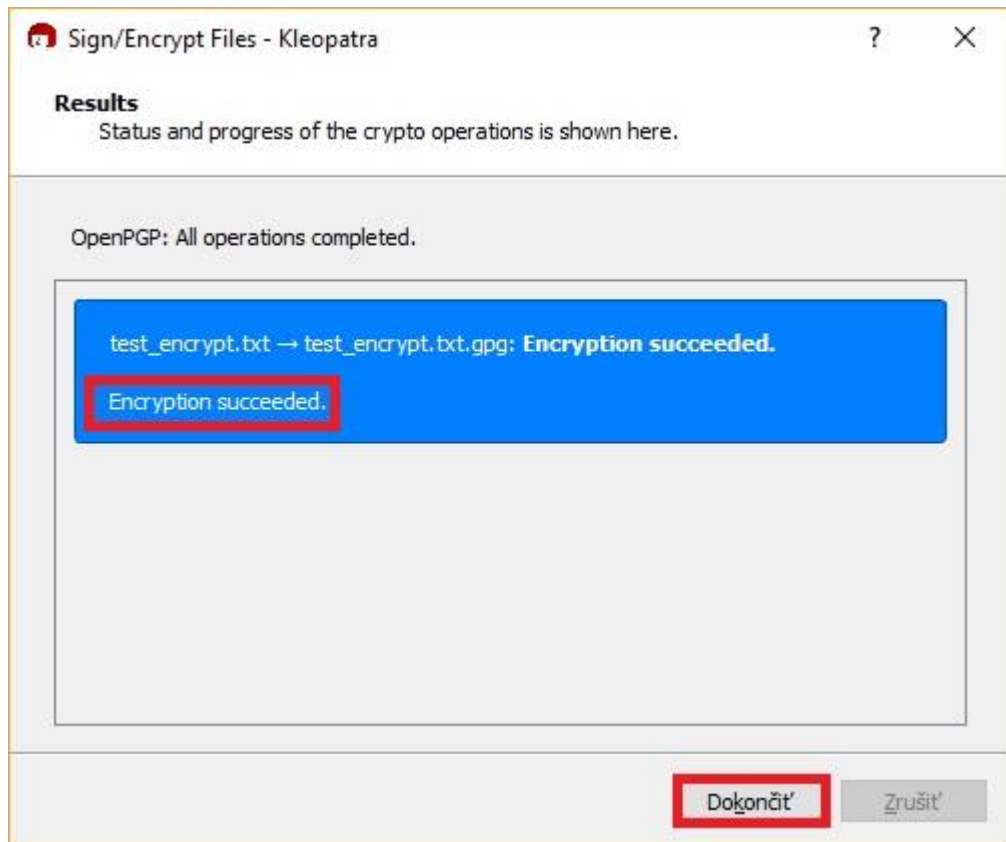 Sign/Encrypt Files - Kleopatra
?
Results
Status and progress of the crypto operations is shown here.
OpenPGP: All operations completed.
test_encrypt.txt → test_encrypt.txt.gpg: Encryption succeeded.
Encryption succeeded.
Dokončiť
Zrušiť